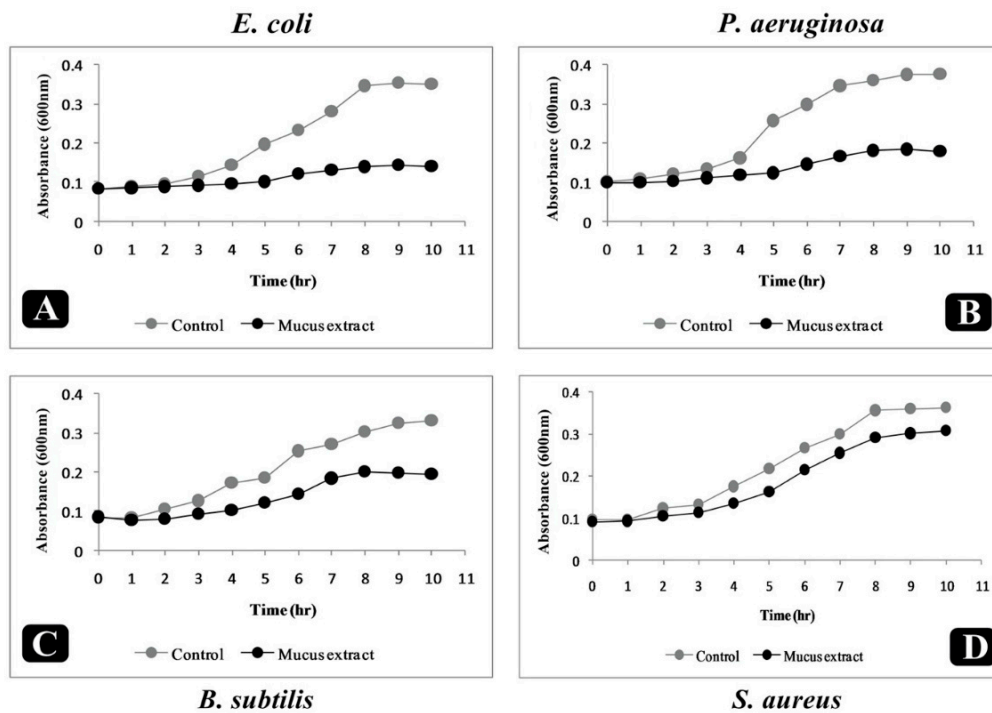 E. coli
P. aeruginosa
0.4
0.3
0.2
0.1
0
Absorbance (600nm)
0 1 2 3 4 5 6 7 8 9 10 11
Time (hr)
A
Control Mucus extract
0.4
0.3
0.2
0.1
0
Absorbance (600nm)
0 1 2 3 4 5 6 7 8 9 10 11
Time (hr)
B
Control Mucus extract
0.4
0.3
0.2
0.1
0
Absorbance (600nm)
0 1 2 3 4 5 6 7 8 9 10 11
Time (hr)
C
Control Mucus extract
0.4
0.3
0.2
0.1
0
Absorbance (600nm)
0 1 2 3 4 5 6 7 8 9 10 11
Time (hr)
D
Control Mucus extract
B. subtilis
S. aureus